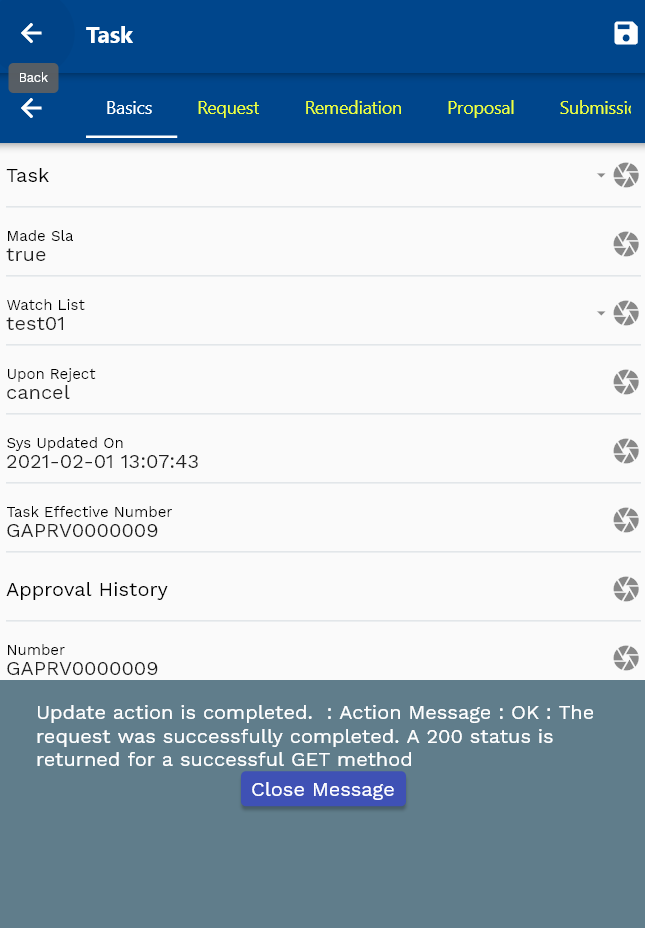 Task
Back
Basics Request Remediation Proposal Submissi
Task
Made Sla
true
Watch List
test01
Upon Reject
cancel
Sys Updated On
2021-02-01 13:07:43
Task Effective Number
GAPRV0000009
Approval History
Number
GAPRV0000009
Update action is completed.  : Action Message : OK : The
request was successfully completed. A 200 status is
returned for a successful GET method
Close Message